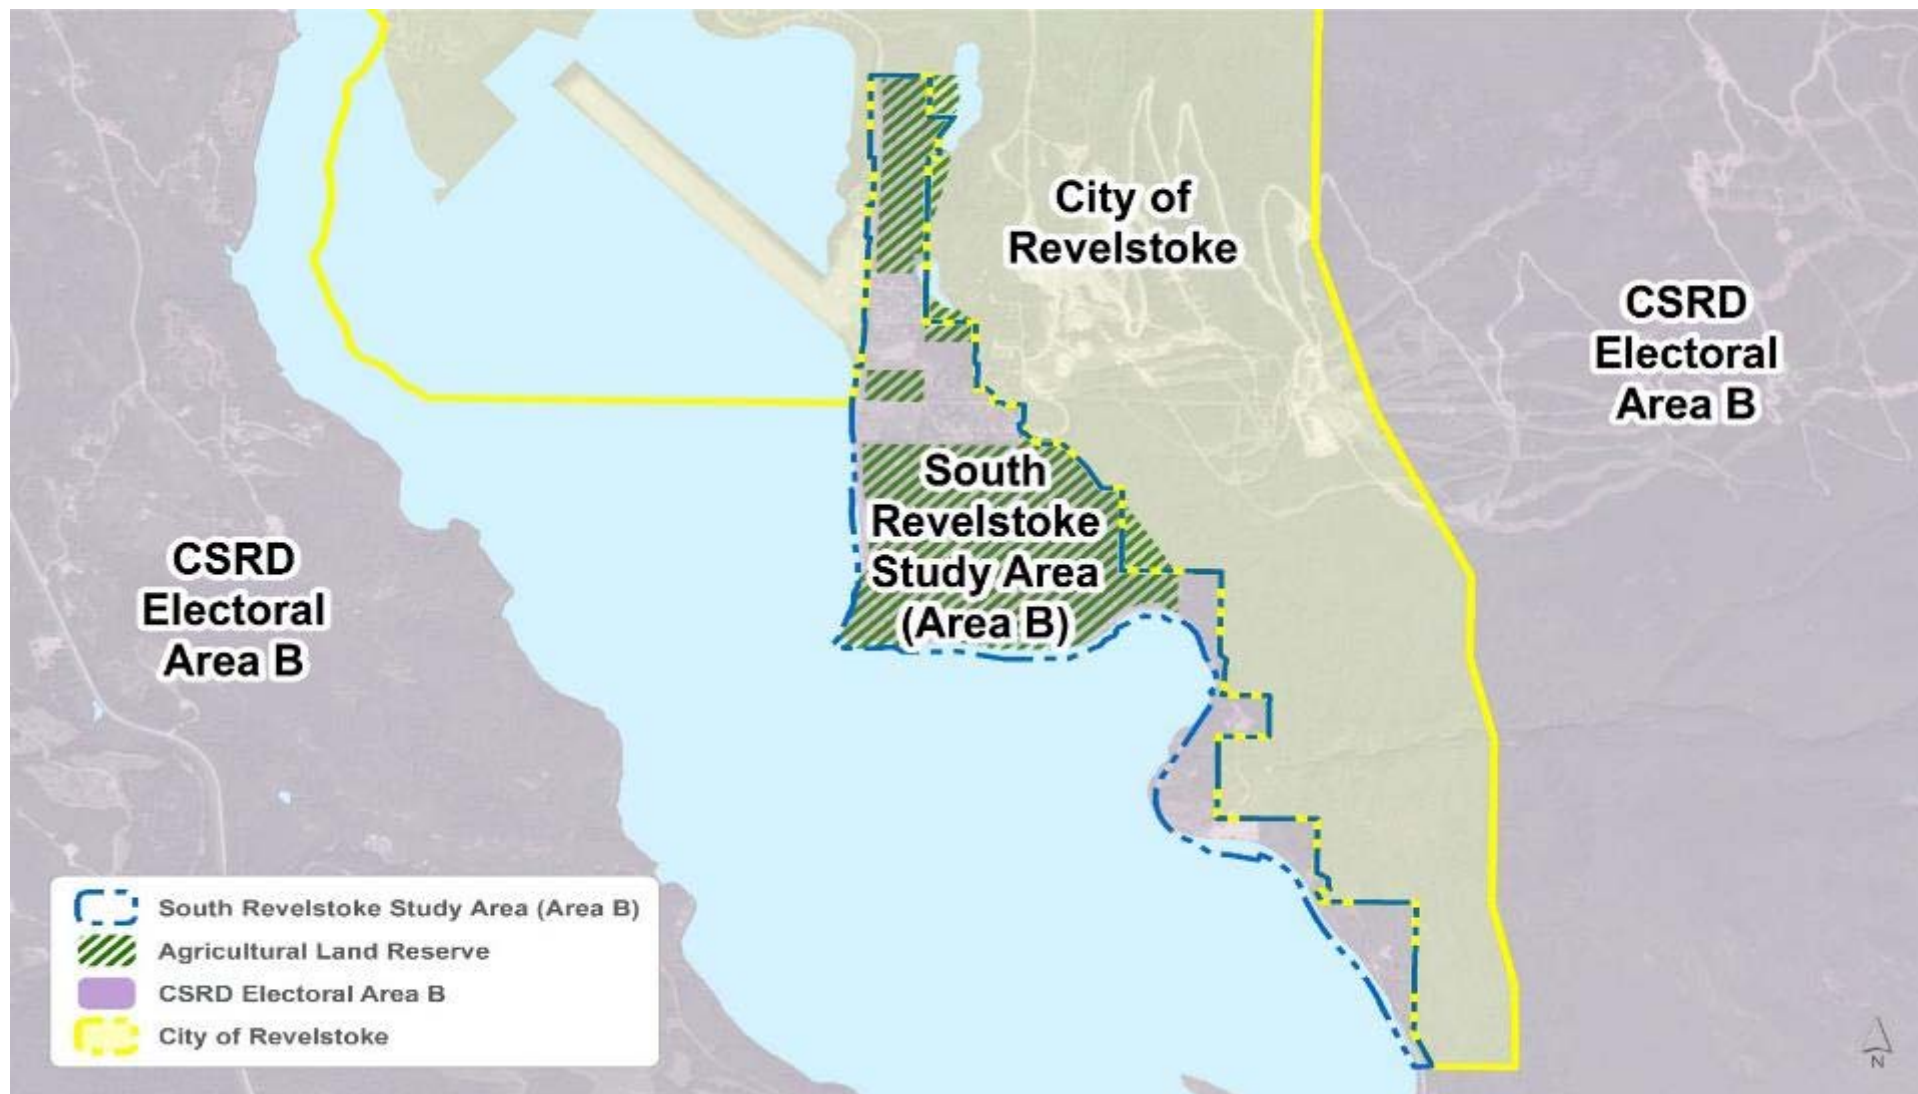 City of
Revelstoke
CSRD
Electoral
Area B
South
Revelstoke
Study Area
(Area B)
CSRD
Electoral
Area B
South Revelstoke Study Area (Area B)
Agricultural Land Reserve
CSRD Electoral Area B
City of Revelstoke
N